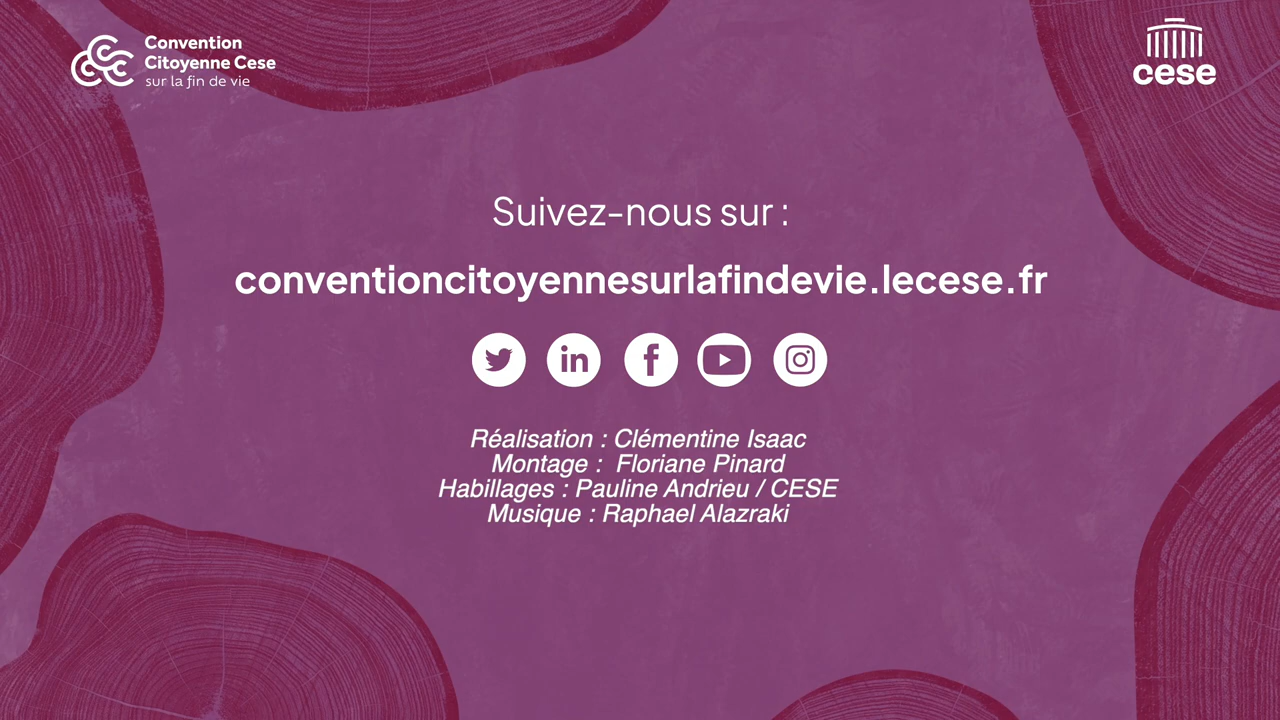 Convention
Citoyenne Cese
sur la fin de vie
cese
Suivez-nous sur :
conventioncitoyennesurlafindevie.lecese.fr
Réalisation : Clémentine Isaac
Montage :  Floriane Pinard
Habillages : Pauline Andrieu / CESE
Musique : Raphael Alazraki